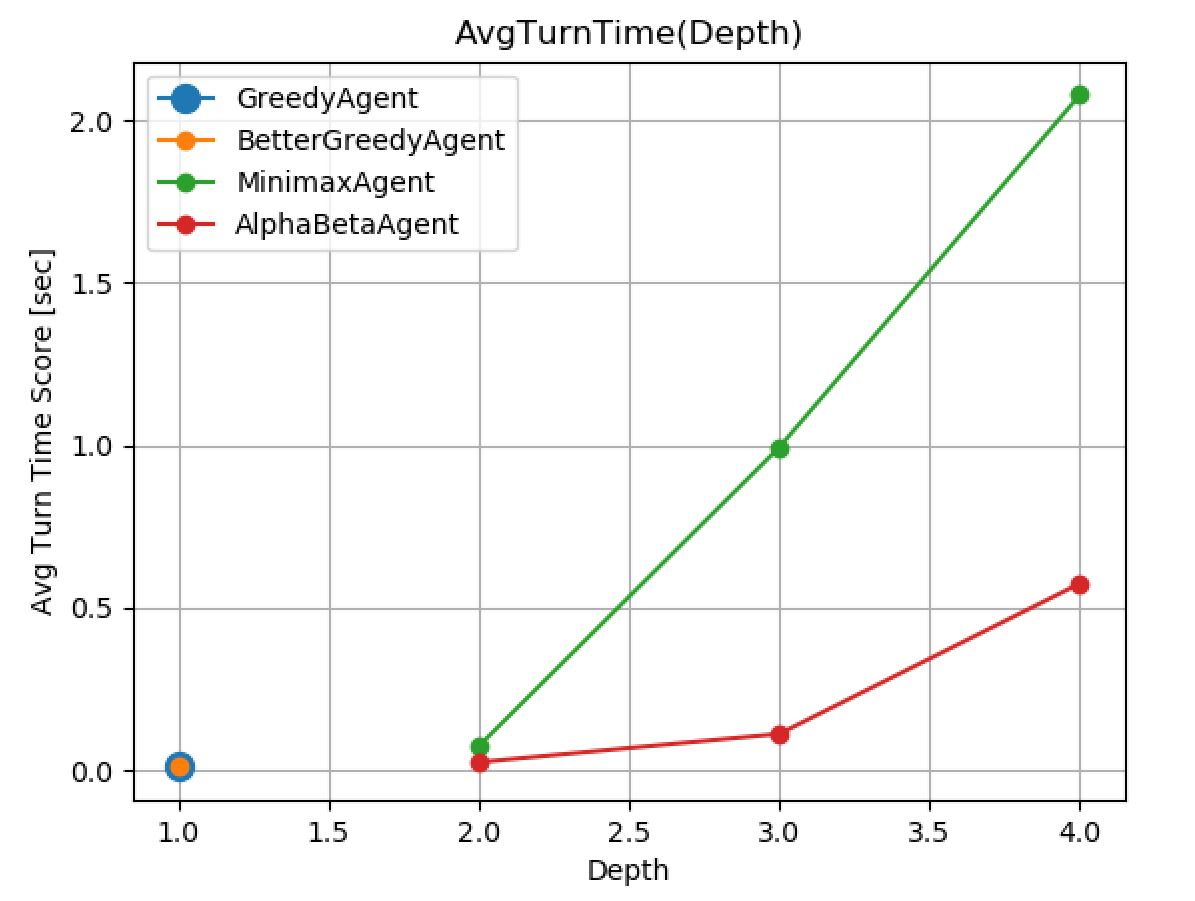 AvgTurnTime(Depth)
GreedyAgent
BetterGreedyAgent
MinimaxAgent
AlphaBetaAgent
Avg Turn Time Score [sec]
2.0
1.5
1.0
0.5
0.0
1.0 1.5 2.0 2.5 3.0 3.5 4.0
Depth